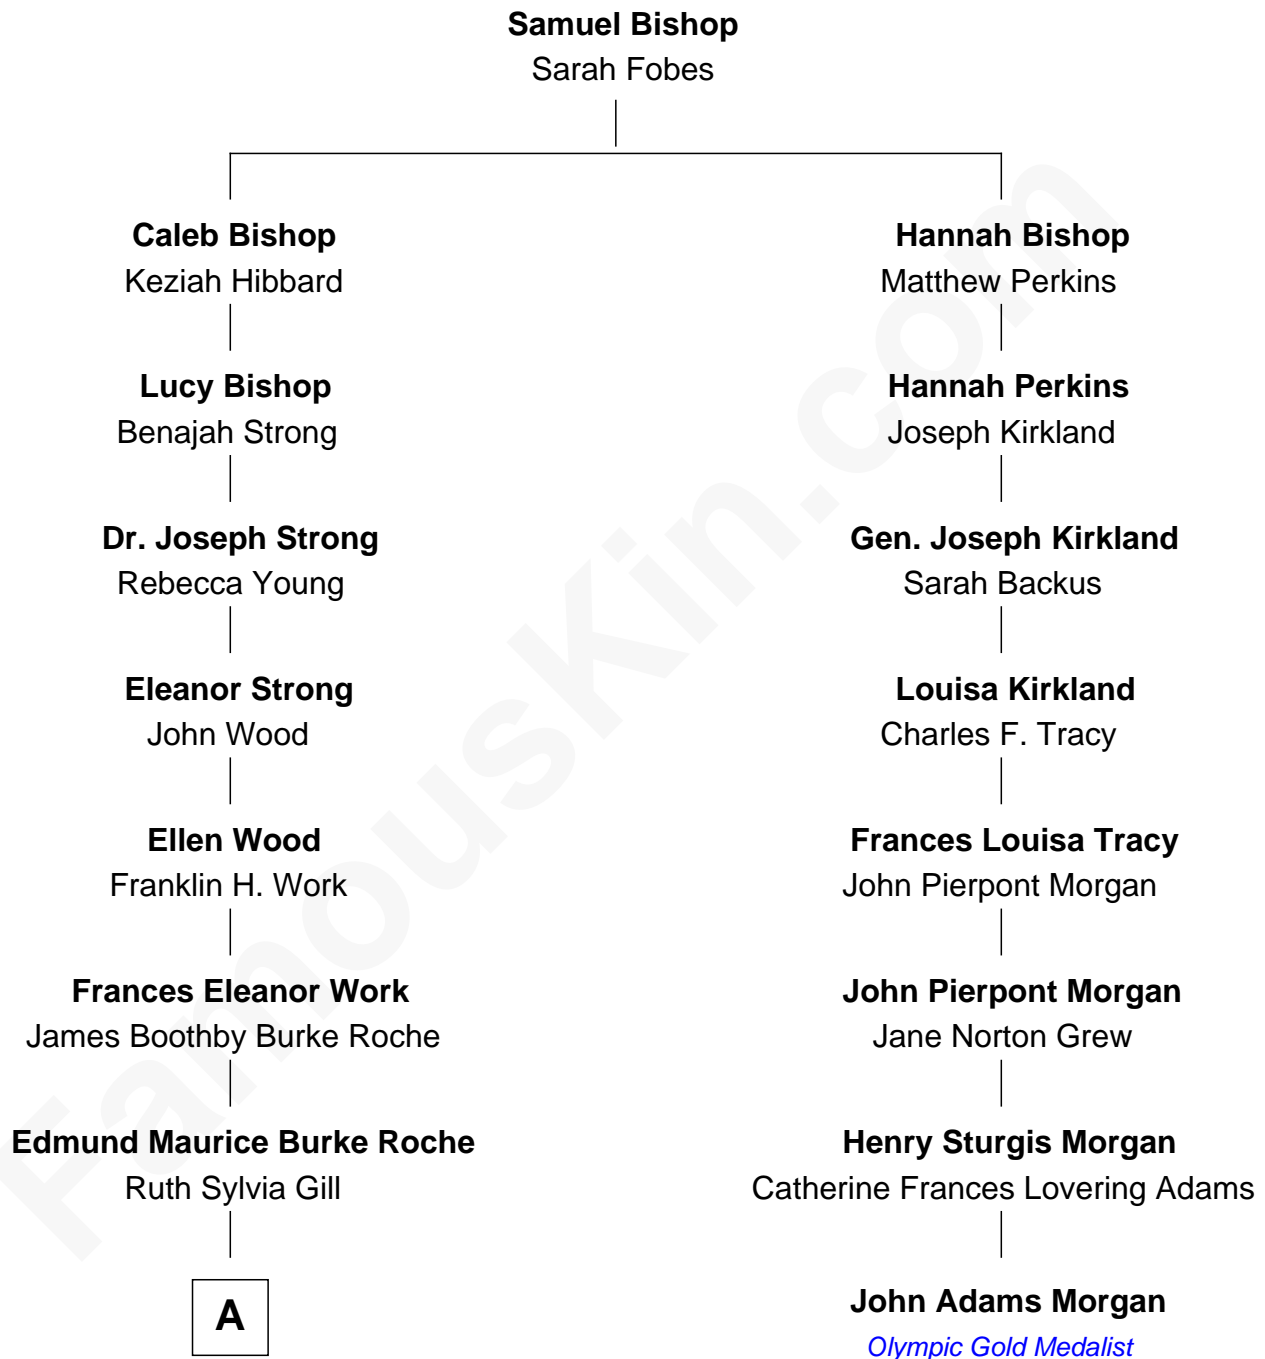 Samuel Bishop
Sarah Fobes
Caleb Bishop
Keziah Hibbard
Lucy Bishop
Benajah Strong
Dr. Joseph Strong
Rebecca Young
Eleanor Strong
John Wood
Ellen Wood
Franklin H. Work
Frances Eleanor Work
James Boothby Burke Roche
Edmund Maurice Burke Roche
Ruth Sylvia Gill
A
Hannah Bishop
Matthew Perkins
Hannah Perkins
Joseph Kirkland
Gen. Joseph Kirkland
Sarah Backus
Louisa Kirkland
Charles F. Tracy
Frances Louisa Tracy
John Pierpont Morgan
John Pierpont Morgan
Jane Norton Grew
Henry Sturgis Morgan
Catherine Frances Lovering Adams
John Adams Morgan
Olympic Gold Medalist
FamousKin.com